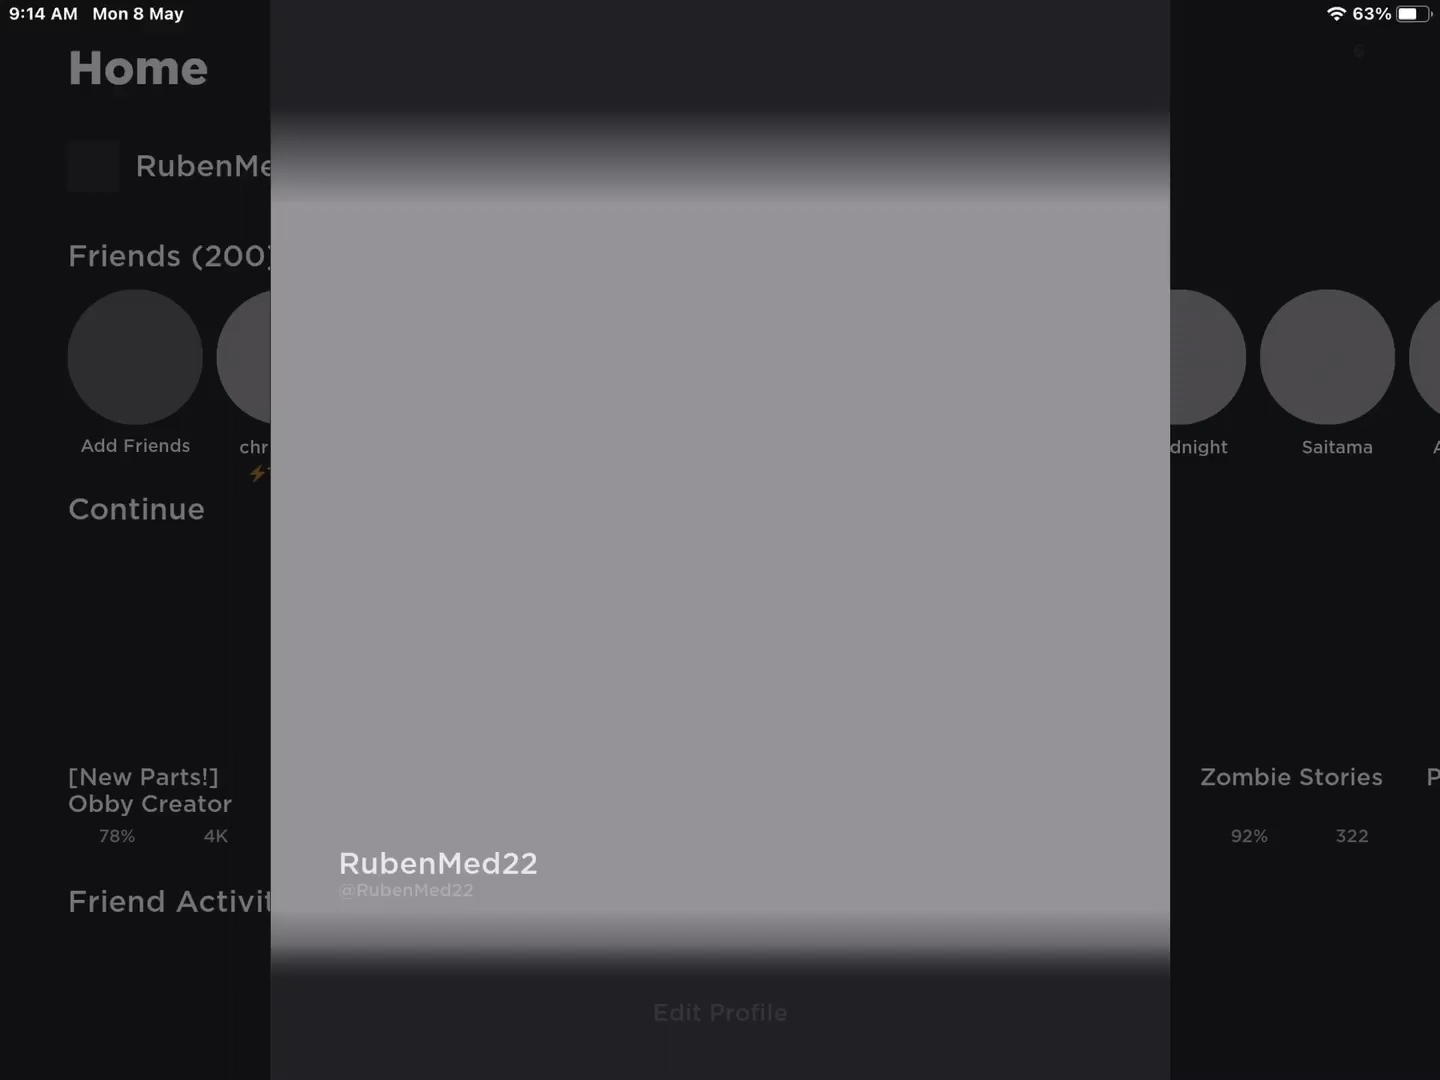 9:14 AM Mon 8 May
63%
Home
RubenMe
Friends (200)
Add Friends
chr
dnight
Saitama
A
Continue
[New Parts!]
Obby Creator
78% 4K
Zombie Stories
92% 322
P
RubenMed22
@RubenMed22
Friend Activit
Edit Profile